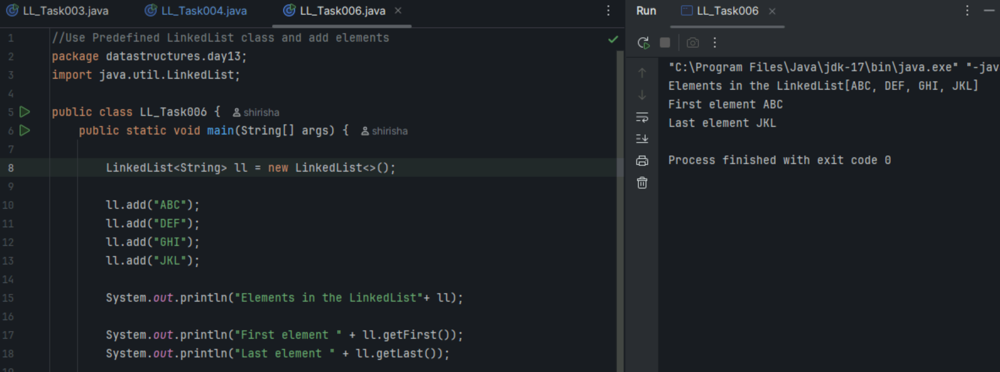 LL_Task003.java LL_Task004.java LL_Task006.java
1 //Use Predefined LinkedList class and add elements
2 package datastructures.day13;
3 import java.util.LinkedList;
4
5 public class LL_Task006 { shirisha
6 public static void main(String[] args) { shirisha
7
8 LinkedList<String> ll = new LinkedList<>();
9
10 ll.add("ABC");
11 ll.add("DEF");
12 ll.add("GHI");
13 ll.add("JKL");
14
15 System.out.println("Elements in the LinkedList"+ ll);
16
17 System.out.println("First element " + ll.getFirst());
18 System.out.println("Last element " + ll.getLast());
Run LL_Task006
"C:\Program Files\Java\jdk-17\bin\java.exe" "-jav
Elements in the LinkedList[ABC, DEF, GHI, JKL]
First element ABC
Last element JKL
Process finished with exit code 0